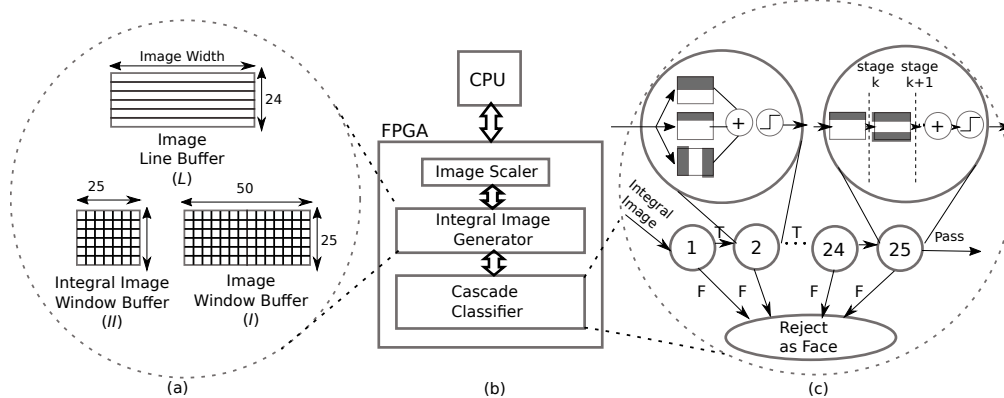 Image Width
24
Image
Line Buffer
(L)
25
50
25
Integral Image
Window Buffer
(II)
Image
Window Buffer
(I)
(a)
CPU
FPGA
Image Scaler
Integral Image
Generator
Cascade
Classifier
(b)
stage
k
stage
k+1
+
+
Integral
Image
1
T
2
T
24
25
Pass
F
F
F
F
Reject
as Face
(c)